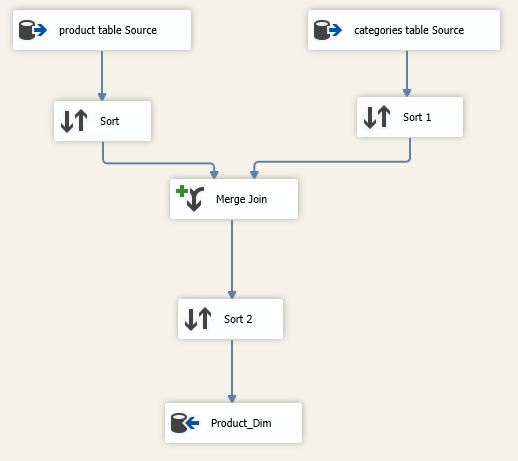 product table Source
categories table Source
Sort
Sort 1
Merge Join
Sort 2
Product_Dim